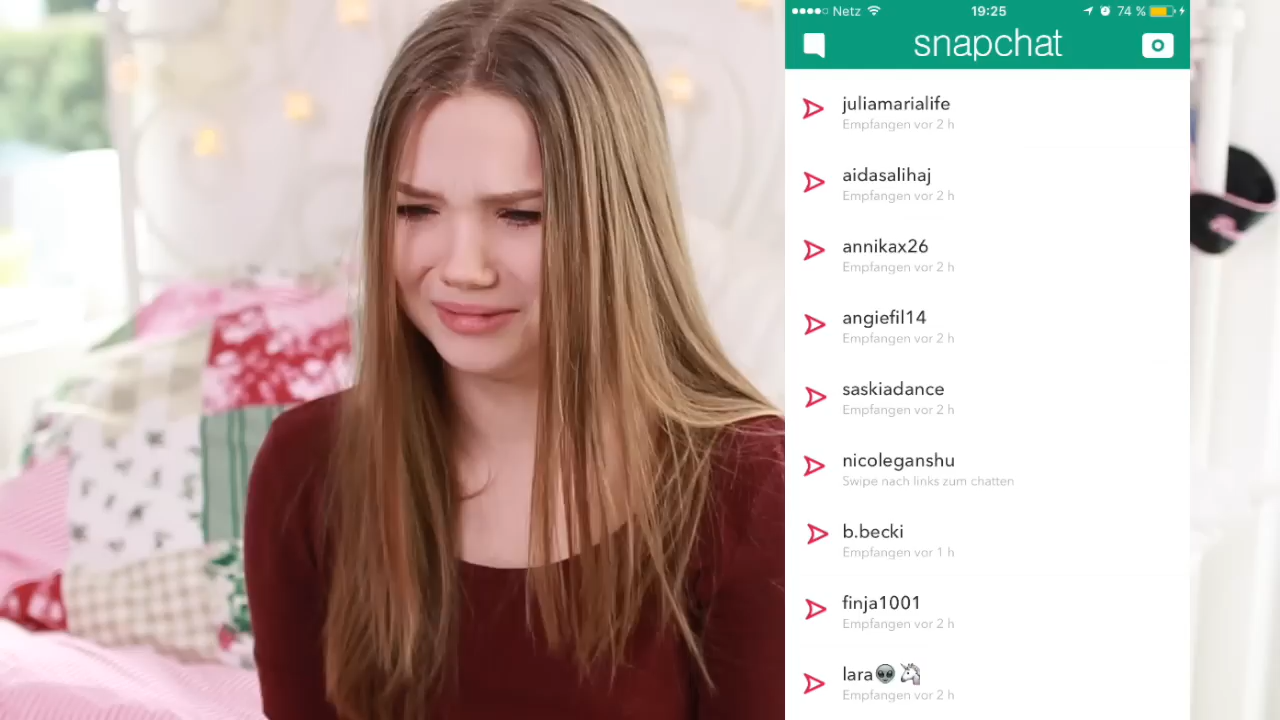 Netz 19:25 74 %
snapchat
juliamarialife
Empfangen vor 2 h
aidasalihaj
Empfangen vor 2 h
annikax26
Empfangen vor 2 h
angiefil14
Empfangen vor 2 h
saskiadance
Empfangen vor 2 h
nicoleganshu
Swipe nach links zum chatten
b.becki
Empfangen vor 1 h
finja1001
Empfangen vor 2 h
lara👽🦄
Empfangen vor 2 h